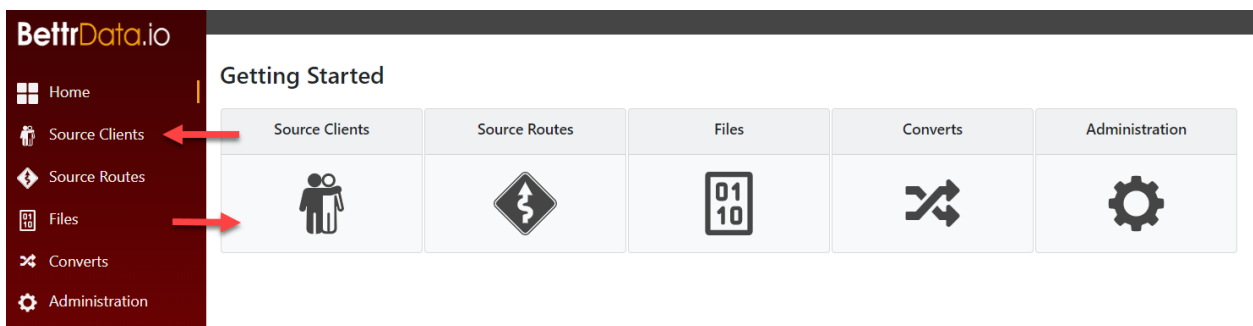 BettrData.io
Home
Source Clients
Source Routes
Files
Converts
Administration
Getting Started
Source Clients Source Routes Files Converts Administration
01
10